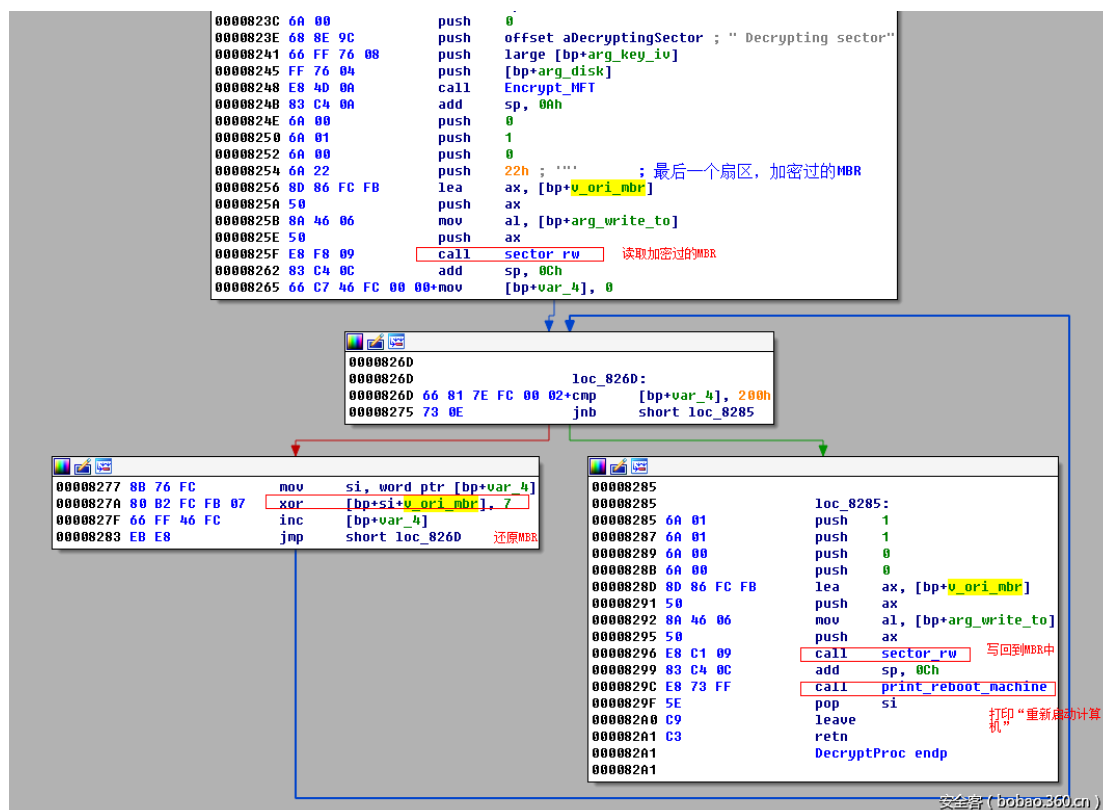 0000823C 6A 00 push 0
0000823E 68 8E 9C push offset aDecryptingSector ; " Decrypting sector"
00008241 66 FF 76 08 push large [bp+arg_key_iv]
00008245 FF 76 04 push [bp+arg_disk]
00008248 E8 4D 0A call Encrypt_MFT
0000824B 83 C4 0A add sp, 0Ah
0000824E 6A 00 push 0
00008250 6A 01 push 1
00008252 6A 00 push 0
00008254 6A 22 push 22h ; '"' ; 最后一个扇区，加密过的MBR
00008256 8D 86 FC FB lea ax, [bp+v_ori_mbr]
0000825A 50 push ax
0000825B 8A 46 06 mov al, [bp+arg_write_to]
0000825E 50 push ax
0000825F E8 F8 09 call sector_rw 读取加密过的MBR
00008262 83 C4 0C add sp, 0Ch
00008265 66 C7 46 FC 00 00+mov [bp+var_4], 0
0000826D
0000826D loc_826D:
0000826D 66 81 7E FC 00 02+cmp [bp+var_4], 200h
00008275 73 0E jnb short loc_8285
00008277 8B 76 FC mov si, word ptr [bp+var_4]
0000827A 80 B2 FC FB 07 xor [bp+si+v_ori_mbr], 7
0000827F 66 FF 46 FC inc [bp+var_4]
00008283 EB E8 jmp short loc_826D 还原MBR
00008285
00008285 loc_8285:
00008285 6A 01 push 1
00008287 6A 01 push 1
00008289 6A 00 push 0
0000828B 6A 00 push 0
0000828D 8D 86 FC FB lea ax, [bp+v_ori_mbr]
00008291 50 push ax
00008292 8A 46 06 mov al, [bp+arg_write_to]
00008295 50 push ax
00008296 E8 C1 09 call sector_rw 写回到MBR中
00008299 83 C4 0C add sp, 0Ch
0000829C E8 73 FF call print_reboot_machine
0000829F 5E pop si
000082A0 C9 leave 打印“重新启动计算机”
000082A1 C3 retn
000082A1 DecryptProc endp
000082A1
安全客（bobao.360.cn）